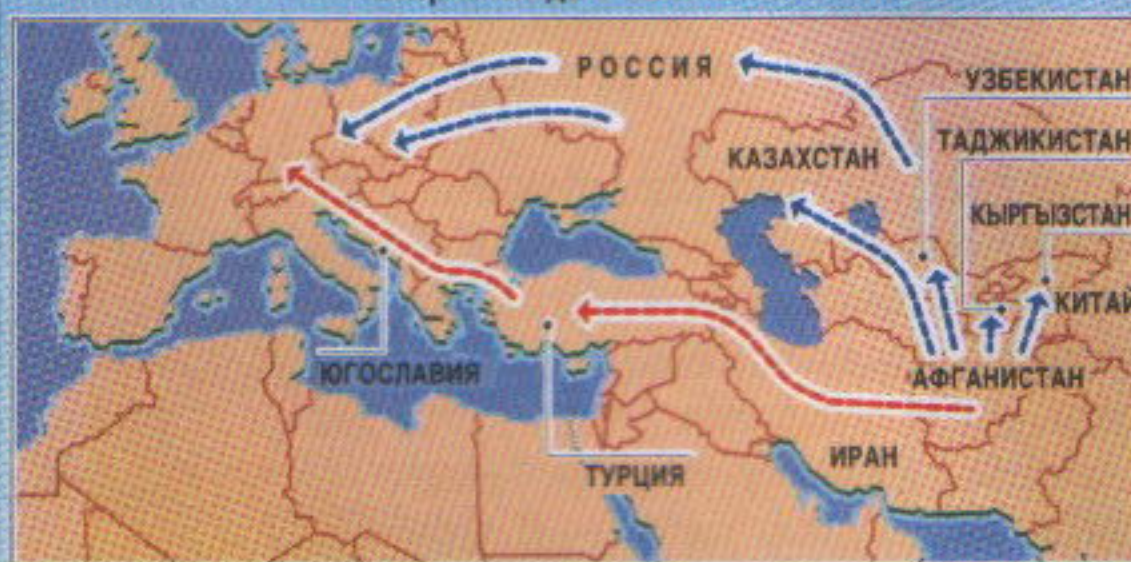 РОССИЯ
УЗБЕКИСТАН
ТАДЖИКИСТАН
КАЗАХСТАН
КЫРГЫЗСТАН
КИТАЙ
ЮГОСЛАВИЯ
АФГАНИСТАН
ИРАН
ТУРЦИЯ